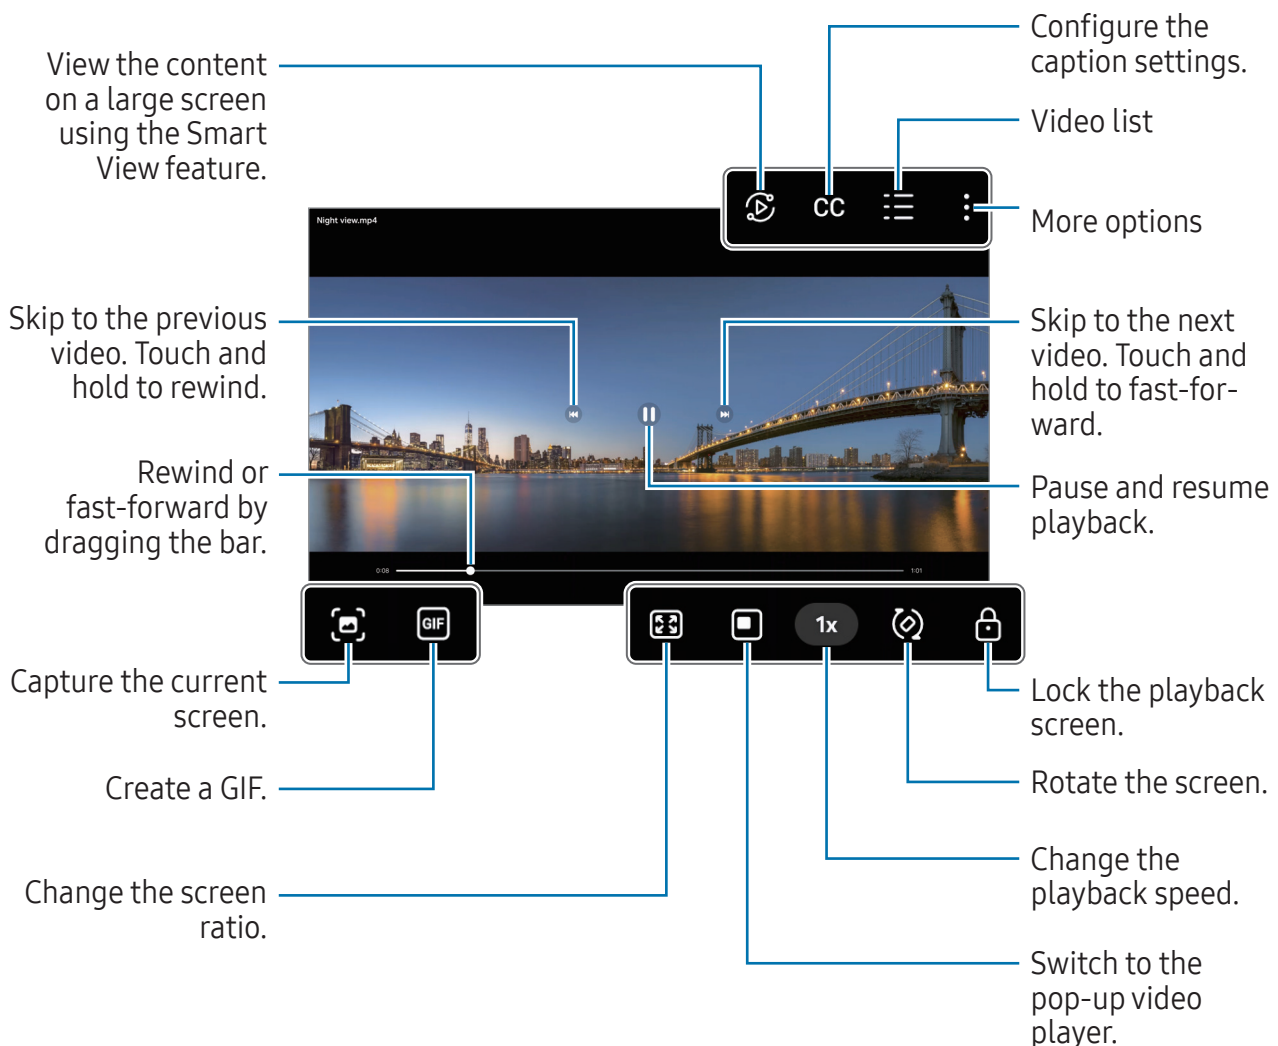 View the content
on a large screen
using the Smart
View feature.
Configure the
caption settings.
Video list
More options
CC
Night view.mp4
Skip to the previous
video. Touch and
hold to rewind.
Skip to the next
video. Touch and
hold to fast-for-
ward.
Rewind or
fast-forward by
dragging the bar.
Pause and resume
playback.
0:08
1:01
GIF
1x
Capture the current
screen.
Create a GIF.
Change the screen
ratio.
Lock the playback
screen.
Rotate the screen.
Change the
playback speed.
Switch to the
pop-up video
player.